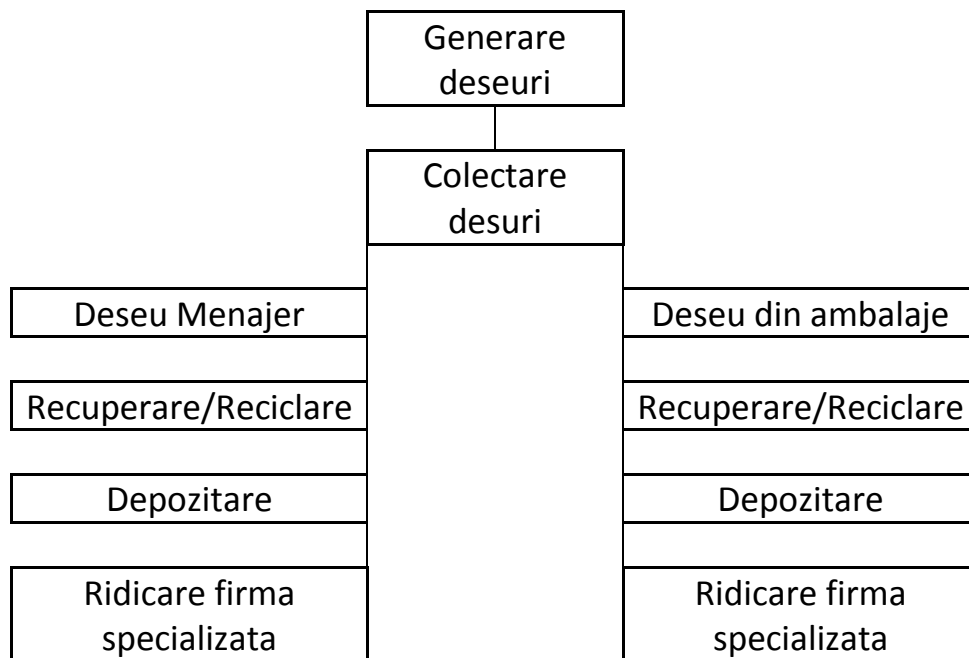 Generare
deseuri
Colectare
desuri
Deseu Menajer
Deseu din ambalaje
Recuperare/Reciclare
Recuperare/Reciclare
Depozitare
Depozitare
Ridicare firma
specializata
Ridicare firma
specializata